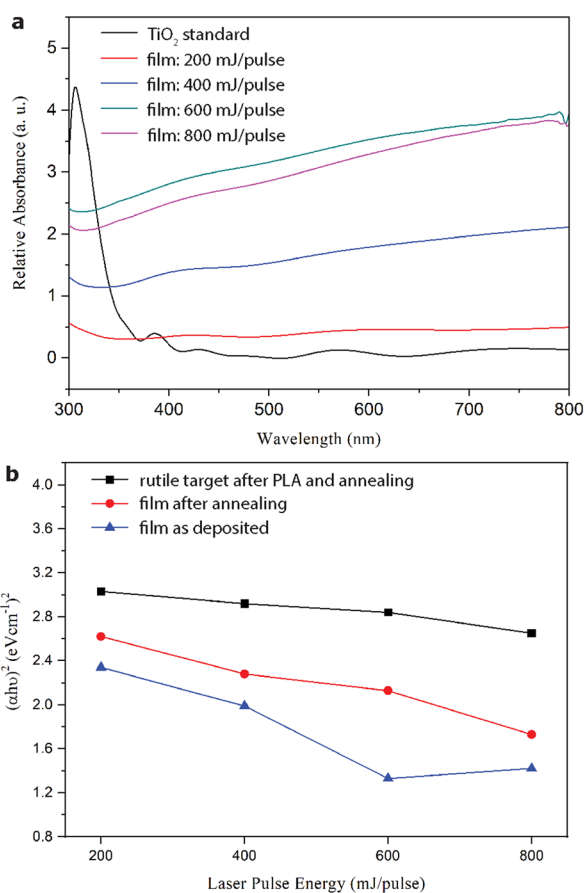 a
TiO2 standard
film: 200 mJ/pulse
film: 400 mJ/pulse
film: 600 mJ/pulse
film: 800 mJ/pulse
5
4
3
2
1
0
Relative Absorbance (a. u.)
300 400 500 600 700 800
Wavelength (nm)
b
rutile target after PLA and annealing
film after annealing
film as deposited
4.0
3.6
3.2
2.8
2.4
2.0
1.6
1.2
0.8
(αhυ)² (eVcm⁻¹)²
200 400 600 800
Laser Pulse Energy (mJ/pulse)